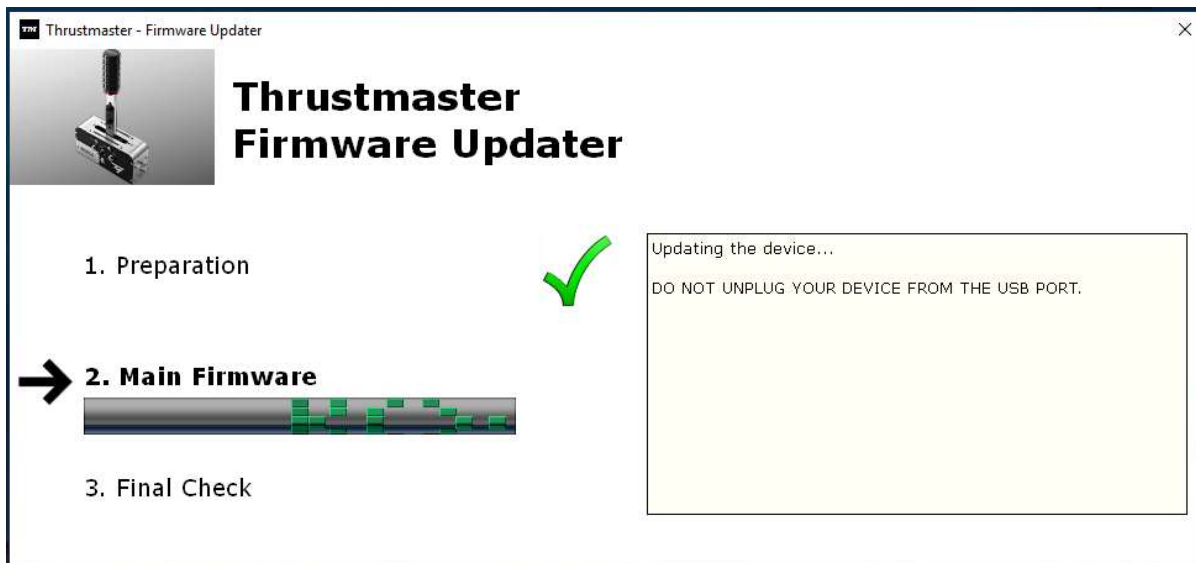 TM Thrustmaster - Firmware Updater
Thrustmaster
Firmware Updater
1. Preparation
Updating the device...
DO NOT UNPLUG YOUR DEVICE FROM THE USB PORT.
2. Main Firmware
3. Final Check